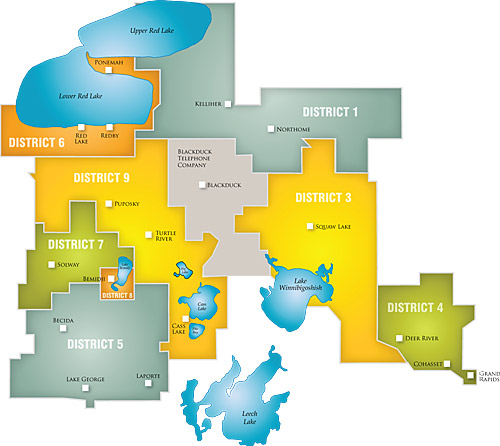 Upper Red Lake
Ponemah
Lower Red Lake
Kelliher
DISTRICT 1
Northome
Red
Lake
Redby
DISTRICT 6
Blackduck
Telephone
Company
Blackduck
DISTRICT 9
Puposky
DISTRICT 3
Squaw Lake
Turtle
River
DISTRICT 7
Solway
Bemidji
DISTRICT 8
Lake
Winnibigoshish
Cass
Lake
Cass
Lake
DISTRICT 4
Becida
DISTRICT 5
Deer River
Cohasset
Grand
Rapids
Laporte
Lake George
Leech
Lake